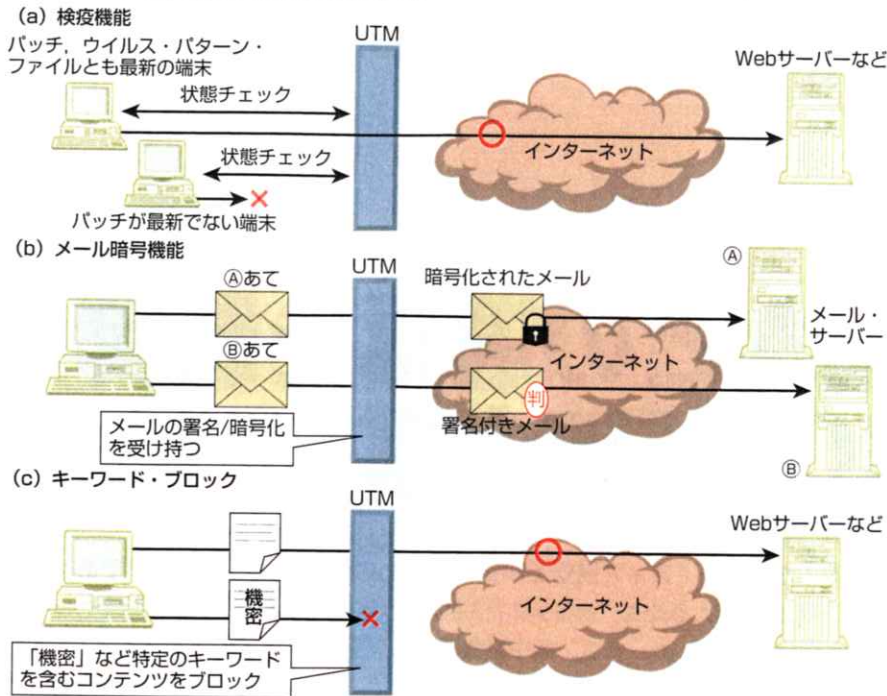 (a) 検疫機能
パッチ，ウイルス・パターン・
ファイルとも最新の端末
UTM
Webサーバーなど
状態チェック
インターネット
状態チェック
パッチが最新でない端末
(b) メール暗号機能
UTM
Ⓐあて
暗号化されたメール
Ⓐ
メール・
サーバー
Ⓑあて
インターネット
判
メールの署名/暗号化
を受け持つ
署名付きメール
Ⓑ
(c) キーワード・ブロック
UTM
Webサーバーなど
機密
インターネット
「機密」など特定のキーワード
を含むコンテンツをブロック